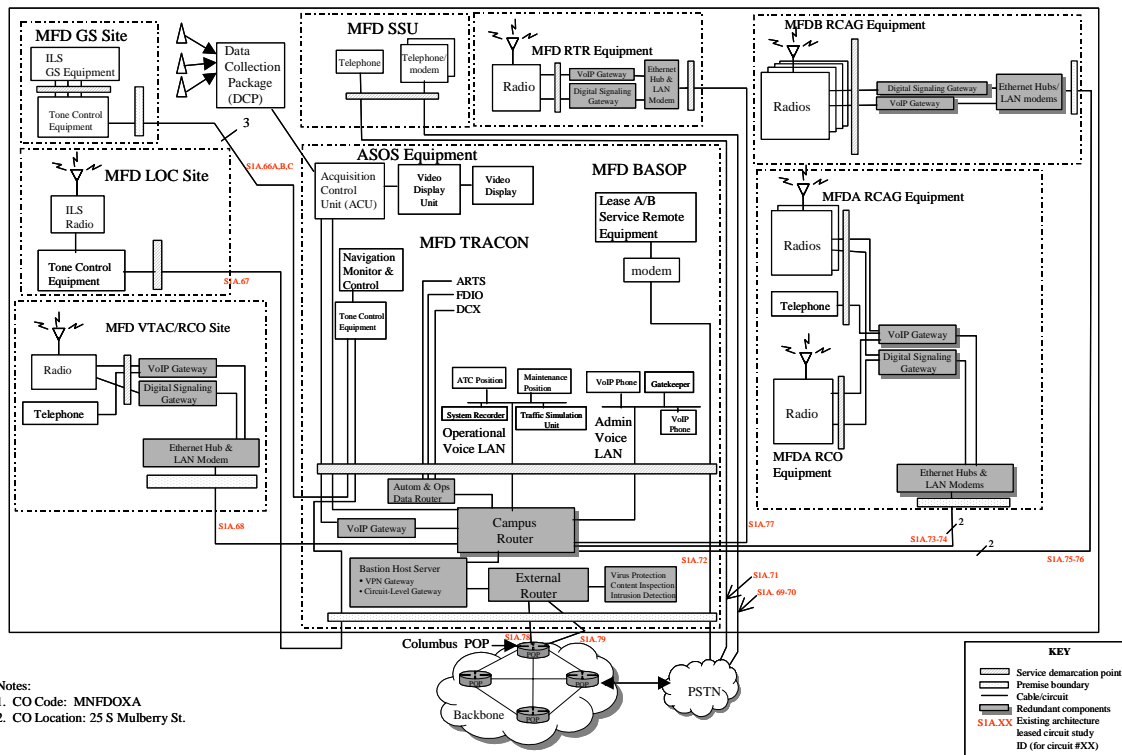 MFD GS Site
ILS
GS Equipment
Tone Control
Equipment
Data
Collection
Package
(DCP)
3
S1A.66A,B,C
MFD SSU
Telephone
Telephone/
modem
MFD RTR Equipment
Radio
VoIP Gateway
Digital Signaling
Gateway
Ethernet
Hub &
LAN
Modem
MFDB RCAG Equipment
Radios
Digital Signaling Gateway
VoIP Gateway
Ethernet Hubs/
LAN modems
MFD LOC Site
ILS
Radio
Tone Control
Equipment
S1A.67
ASOS Equipment
Acquisition
Control
Unit (ACU)
Video
Display
Unit
Video
Display
MFD BASOP
Lease A/B
Service Remote
Equipment
modem
MFD TRACON
Navigation
Monitor &
Control
Tone Control
Equipment
ARTS
FDIO
DCX
MFDA RCAG Equipment
Radios
Telephone
VoIP Gateway
Digital Signaling
Gateway
Radio
MFDA RCO
Equipment
Ethernet Hubs &
LAN Modems
MFD VTAC/RCO Site
Radio
VoIP Gateway
Digital Signaling
Gateway
Telephone
Ethernet Hub &
LAN Modem
S1A.68
ATC Position
Maintenance
Position
System Recorder
Traffic Simulation
Unit
Operational
Voice LAN
VoIP Phone
Gatekeeper
VoIP
Phone
Admin
Voice
LAN
Autom & Ops
Data Router
VoIP Gateway
Campus
Router
Bastion Host Server
• VPN Gateway
• Circuit-Level Gateway
External
Router
Virus Protection
Content Inspection
Intrusion Detection
S1A.72
S1A.77
S1A.73-74
2
2
S1A.75-76
S1A.71
S1A. 69-70
Columbus POP
S1A.78
S1A.79
POP
POP
POP
POP
Backbone
PSTN
Notes:
1. CO Code: MNFDOXA
2. CO Location: 25 S Mulberry St.
KEY
Service demarcation point
Premise boundary
Cable/circuit
Redundant components
S1A.XX Existing architecture
leased circuit study
ID (for circuit #XX)